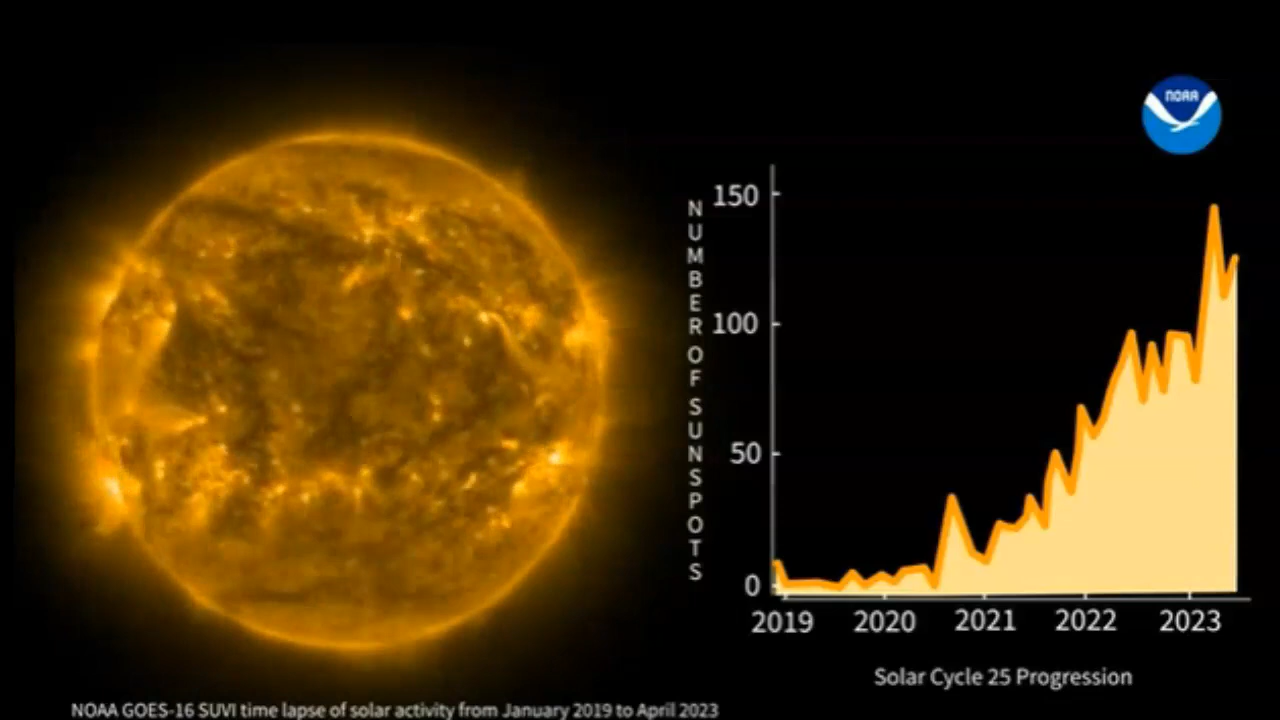 NOAA
NUMBER OF SUNSPOTS
150
100
50
0
2019 2020 2021 2022 2023
Solar Cycle 25 Progression
NOAA GOES-16 SUVI time lapse of solar activity from January 2019 to April 2023